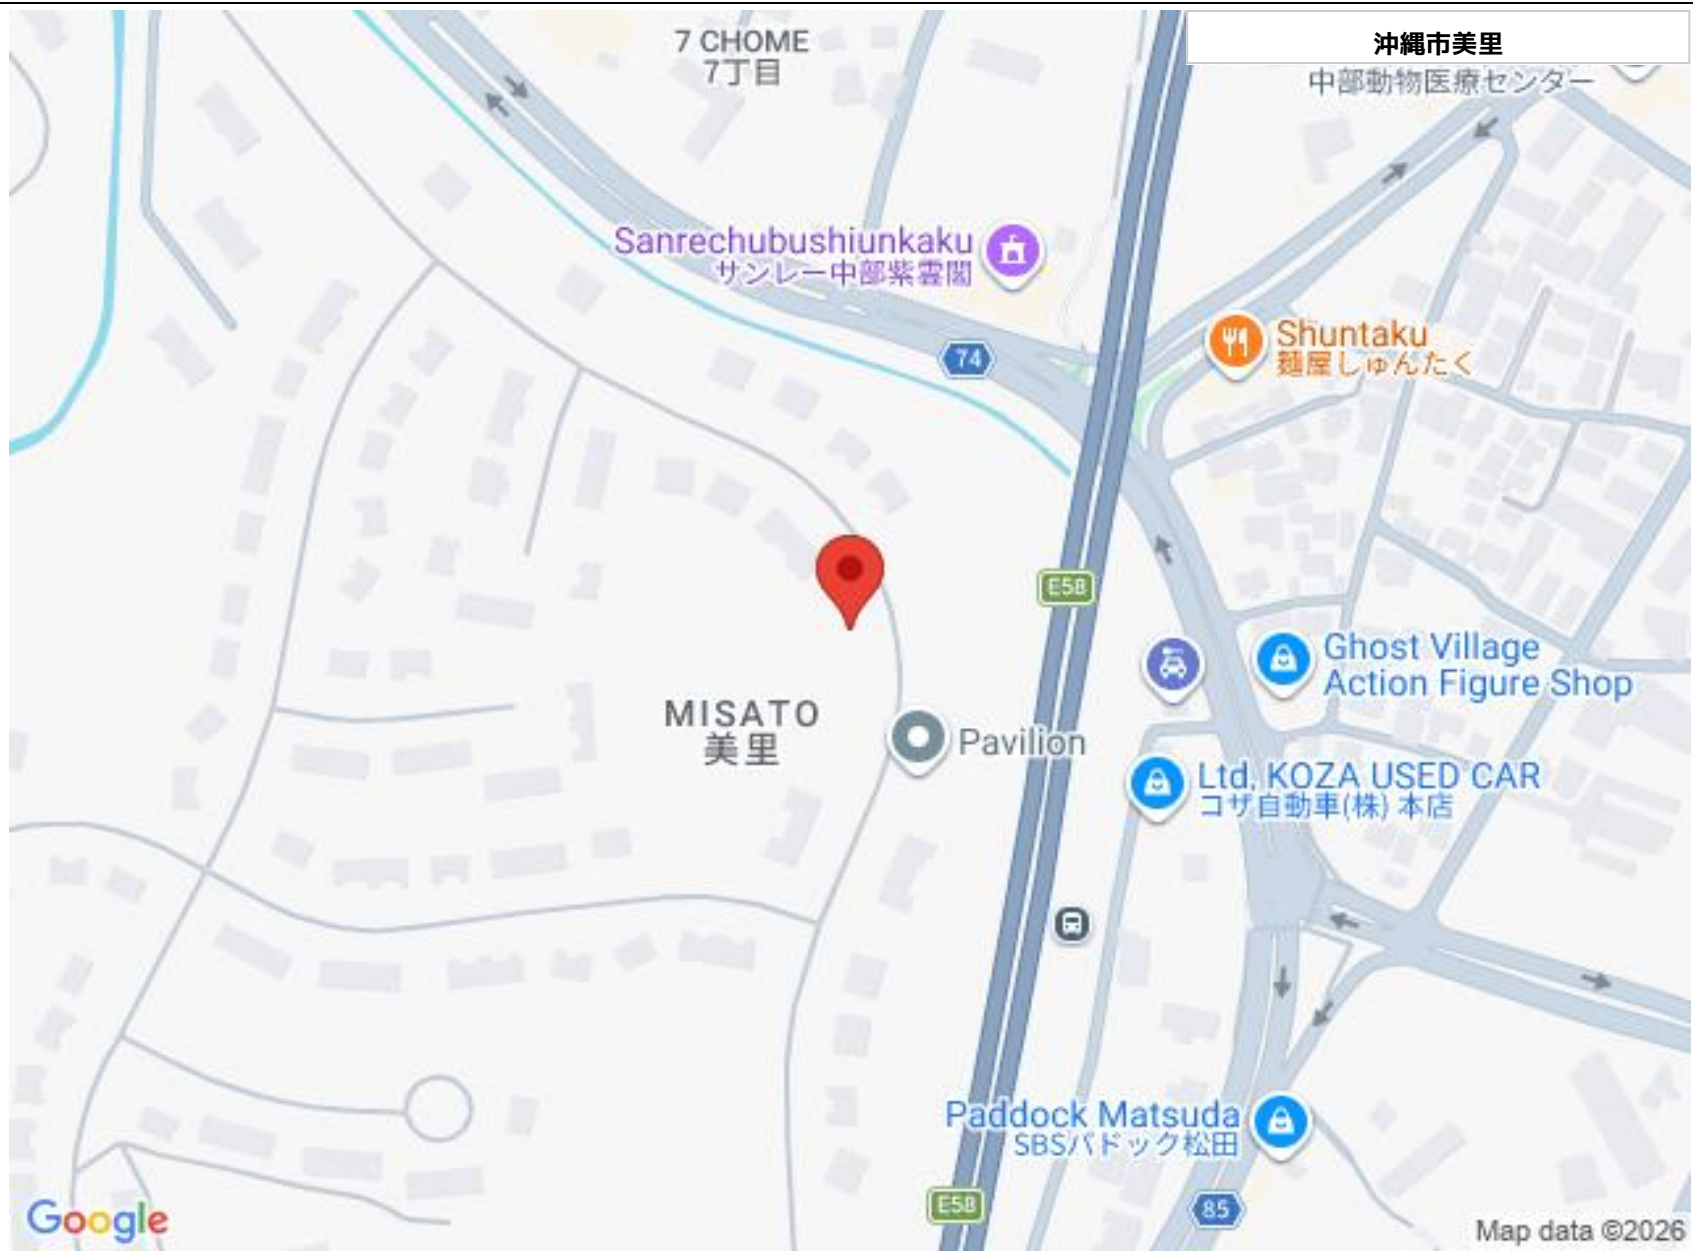 沖縄市美里
7 CHOME
7丁目
中部動物医療センター
Sanrechubushiunkaku
サンレー中部紫雲閣
74
Shuntaku
麺屋しゅんたく
E58
Ghost Village
Action Figure Shop
MISATO
美里
Pavilion
Ltd, KOZA USED CAR
コザ自動車(株) 本店
Paddock Matsuda
SBSパドック松田
E58
85
Google
Map data ©2026